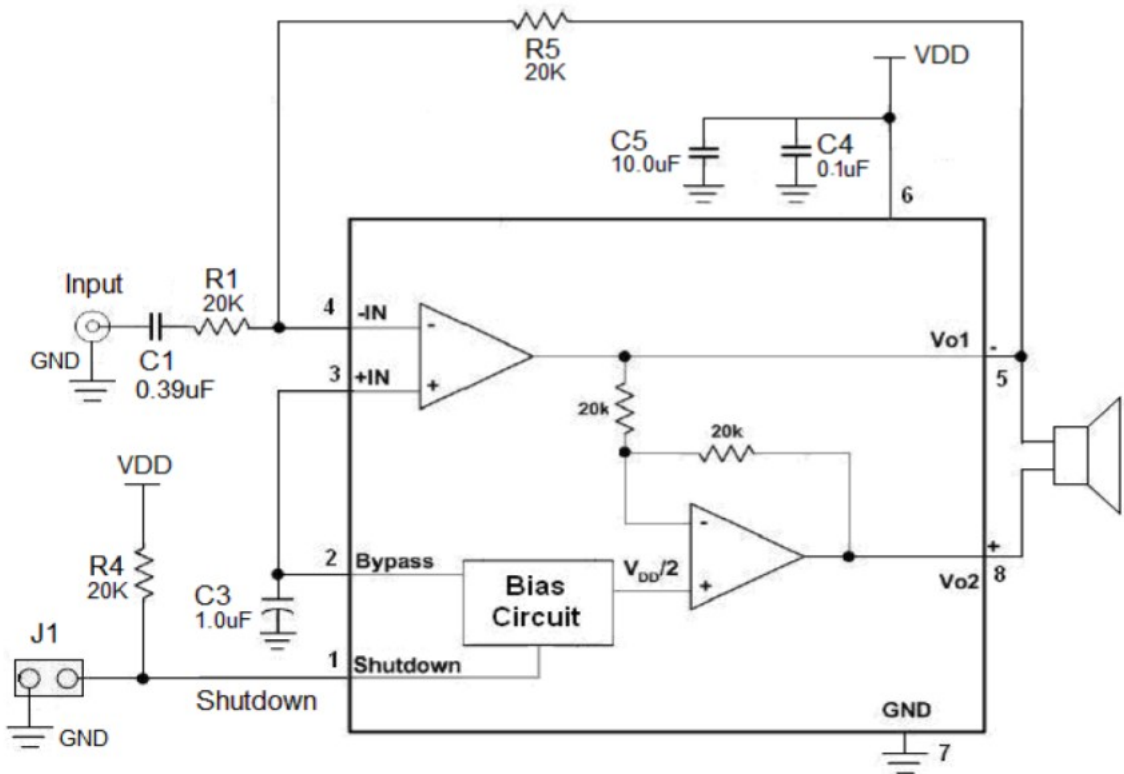 R5
20K
VDD
C5
10.0uF
C4
0.1uF
6
Input
R1
20K
GND
C1
0.39uF
4
-IN
-
3
+IN
+
Vo1
-
5
20k
20k
VDD
R4
20K
2
Bypass
C3
1.0uF
Bias
Circuit
VDD/2
-
+
+
8
Vo2
J1
1
Shutdown
Shutdown
GND
GND
7